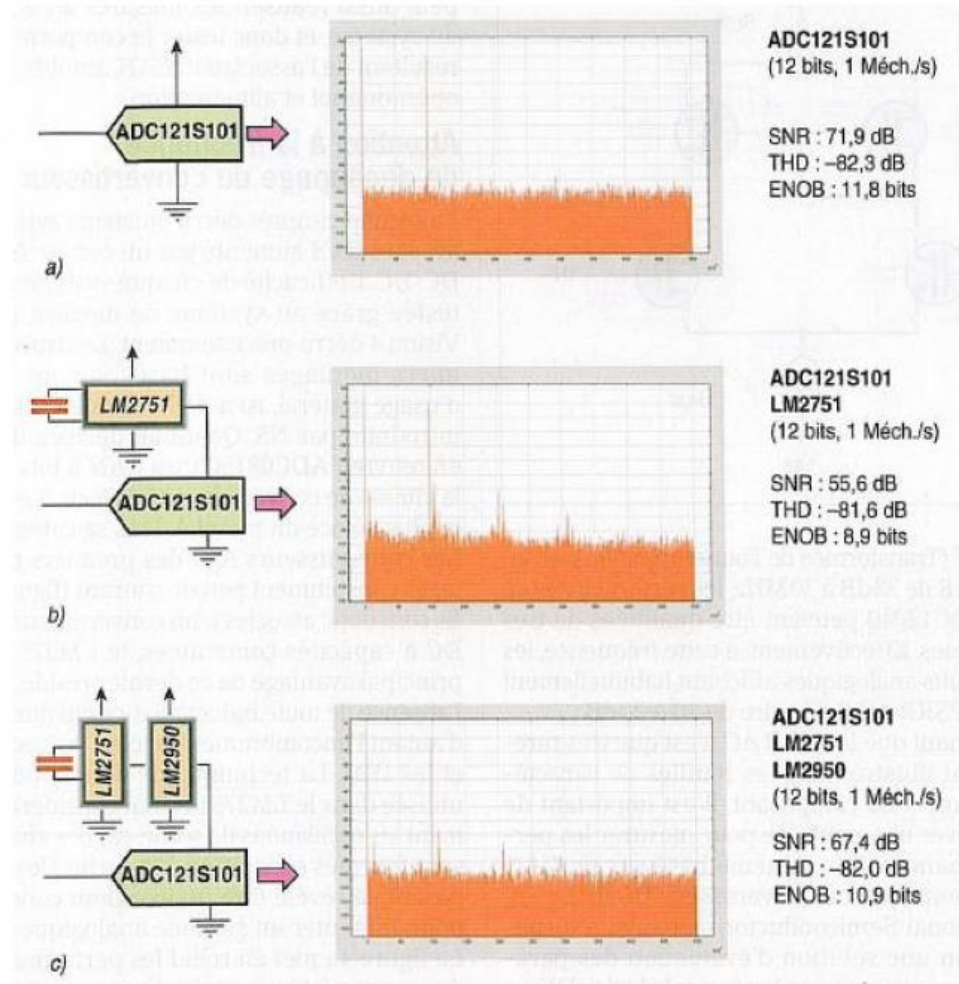 ADC121S101
a)
ADC121S101
(12 bits, 1 Méch./s)
SNR : 71,9 dB
THD : –82,3 dB
ENOB : 11,8 bits
LM2751
ADC121S101
b)
ADC121S101
LM2751
(12 bits, 1 Méch./s)
SNR : 55,6 dB
THD : –81,6 dB
ENOB : 8,9 bits
LM2751
LM2950
ADC121S101
c)
ADC121S101
LM2751
LM2950
(12 bits, 1 Méch./s)
SNR : 67,4 dB
THD : –82,0 dB
ENOB : 10,9 bits